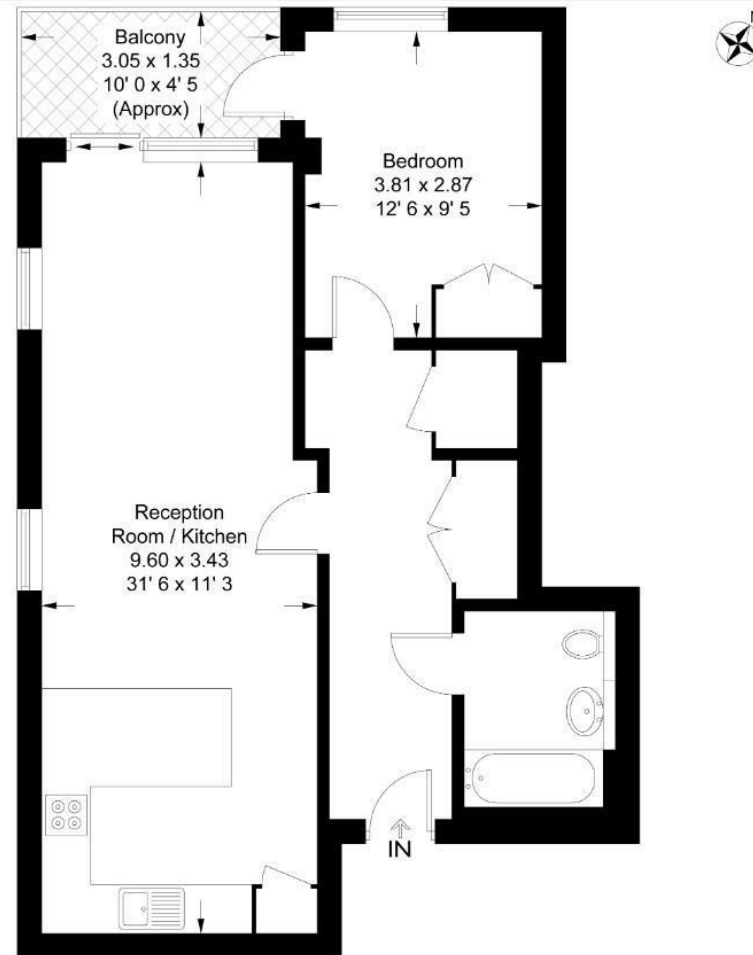 Balcony
3.05 x 1.35
10' 0 x 4' 5
(Approx)
Bedroom
3.81 x 2.87
12' 6 x 9' 5
Reception
Room / Kitchen
9.60 x 3.43
31' 6 x 11' 3
IN